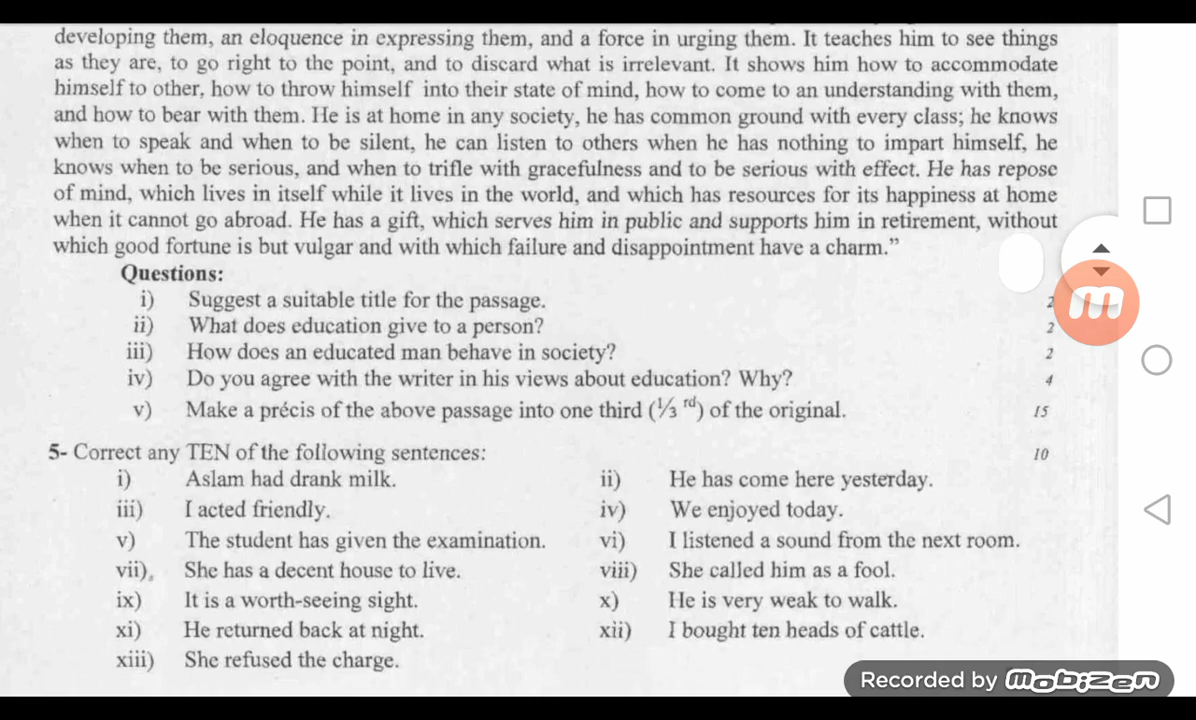 developing them, an eloquence in expressing them, and a force in urging them. It teaches him to see things
as they are, to go right to the point, and to discard what is irrelevant. It shows him how to accommodate
himself to other, how to throw himself into their state of mind, how to come to an understanding with them,
and how to bear with them. He is at home in any society, he has common ground with every class; he knows
when to speak and when to be silent, he can listen to others when he has nothing to impart himself, he
knows when to be serious, and when to trifle with gracefulness and to be serious with effect. He has repose
of mind, which lives in itself while it lives in the world, and which has resources for its happiness at home
when it cannot go abroad. He has a gift, which serves him in public and supports him in retirement, without
which good fortune is but vulgar and with which failure and disappointment have a charm.”
Questions:
i) Suggest a suitable title for the passage. 2
ii) What does education give to a person? 2
iii) How does an educated man behave in society? 2
iv) Do you agree with the writer in his views about education? Why? 4
v) Make a précis of the above passage into one third (1/3 rd) of the original. 15
5- Correct any TEN of the following sentences: 10
i) Aslam had drank milk. ii) He has come here yesterday.
iii) I acted friendly. iv) We enjoyed today.
v) The student has given the examination. vi) I listened a sound from the next room.
vii) She has a decent house to live. viii) She called him as a fool.
ix) It is a worth-seeing sight. x) He is very weak to walk.
xi) He returned back at night. xii) I bought ten heads of cattle.
xiii) She refused the charge.
Recorded by mobizen